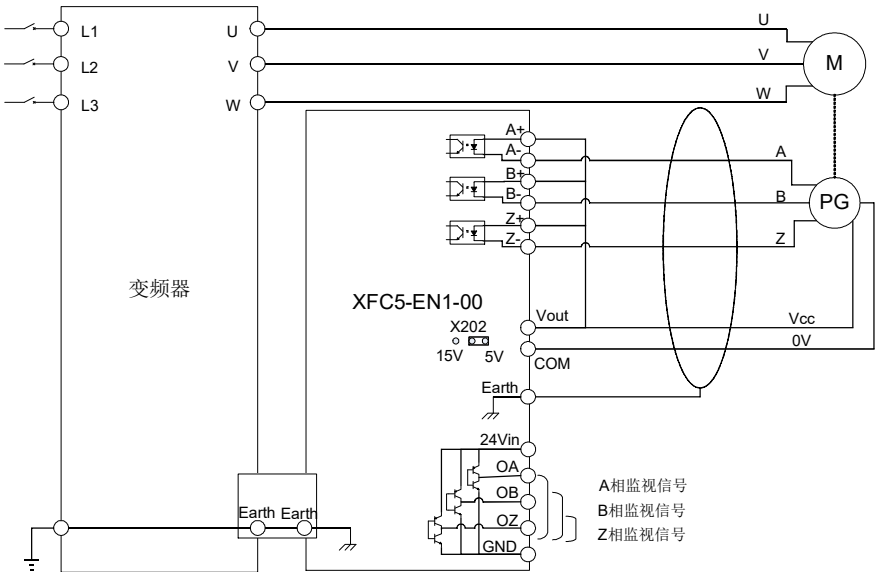 U
L1
U
V
L2
V
M
W
L3
W
A+
A-
A
B+
B-
B
PG
Z+
Z-
Z
变频器
XFC5-EN1-00
Vout
Vcc
X202
0V
15V
5V
COM
Earth
24Vin
OA
A相监视信号
OB
B相监视信号
Earth
Earth
OZ
Z相监视信号
GND